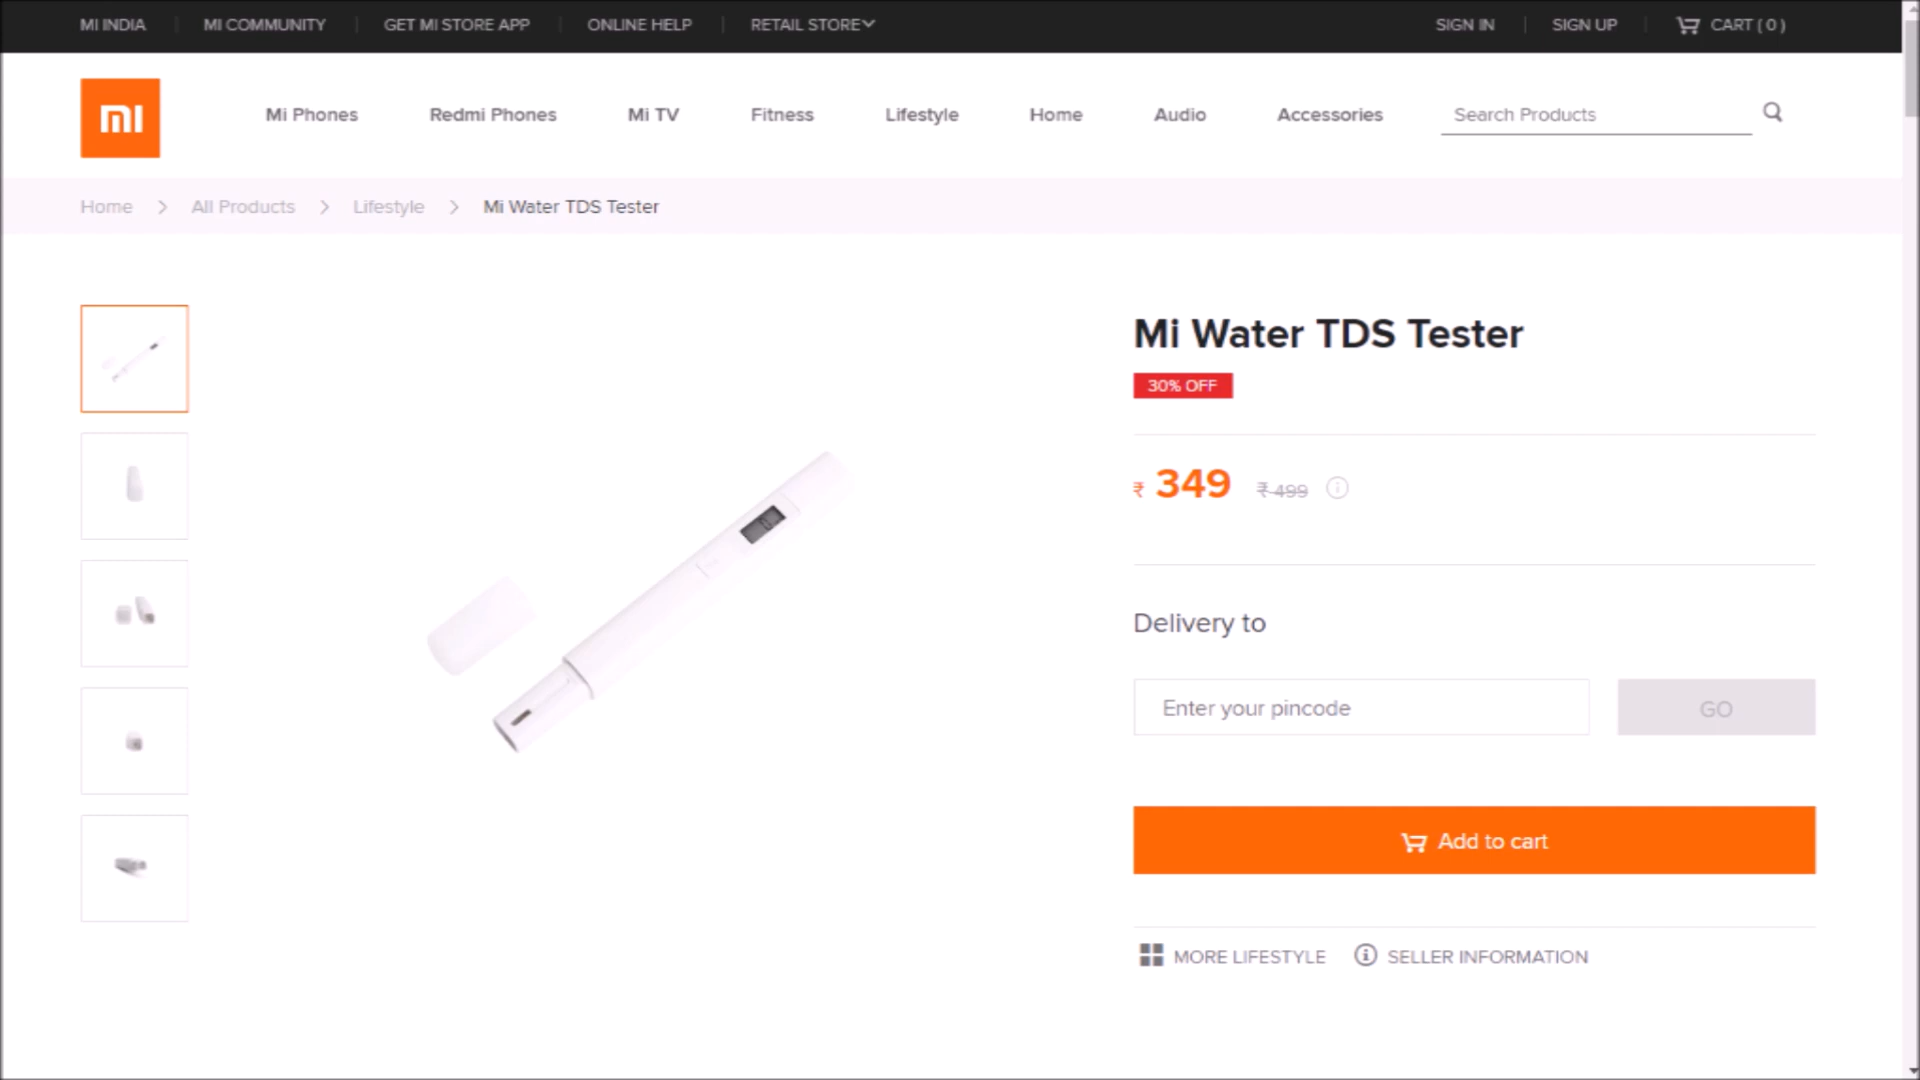 MI INDIA MI COMMUNITY GET MI STORE APP ONLINE HELP RETAIL STORE SIGN IN SIGN UP CART ( 0 )
mi Mi Phones Redmi Phones Mi TV Fitness Lifestyle Home Audio Accessories Search Products
Home > All Products > Lifestyle > Mi Water TDS Tester
Mi Water TDS Tester
30% OFF
₹ 349 ₹ 499
Delivery to
Enter your pincode GO
Add to cart
MORE LIFESTYLE SELLER INFORMATION